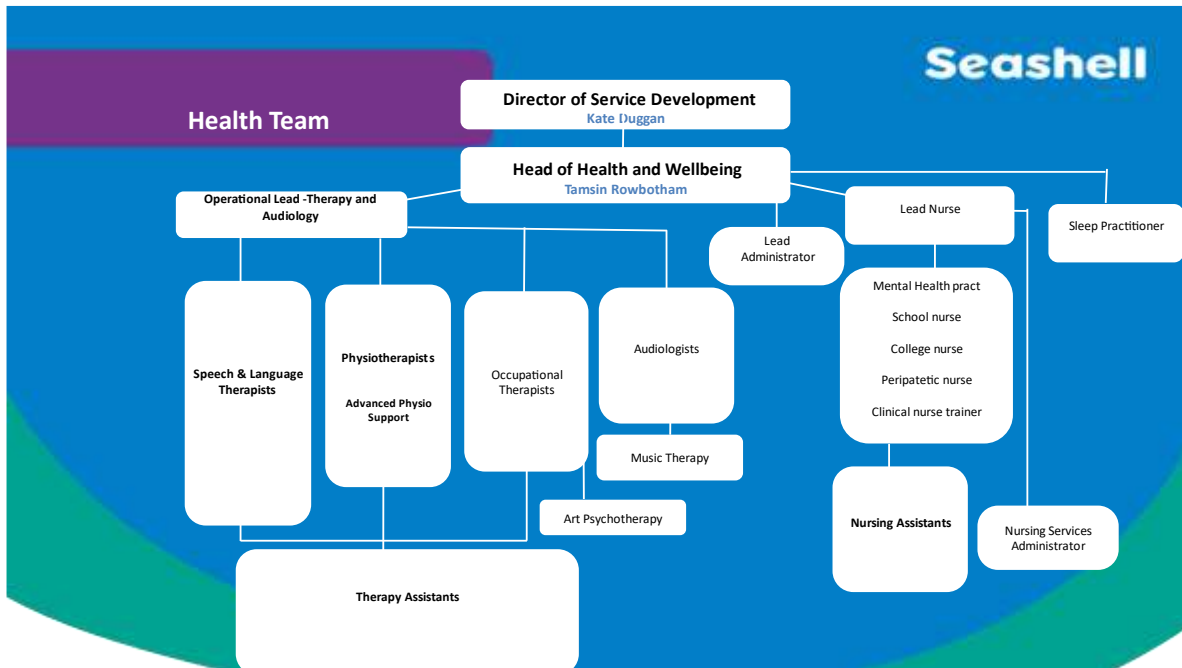 Seashell
Health Team
Director of Service Development
Kate Duggan
Head of Health and Wellbeing
Tamsin Rowbotham
Operational Lead -Therapy and
Audiology
Lead Nurse
Sleep Practitioner
Lead
Administrator
Speech & Language
Therapists
Physiotherapists
Advanced Physio
Support
Occupational
Therapists
Audiologists
Music Therapy
Art Psychotherapy
Therapy Assistants
Mental Health pract
School nurse
College nurse
Peripatetic nurse
Clinical nurse trainer
Nursing Assistants
Nursing Services
Administrator